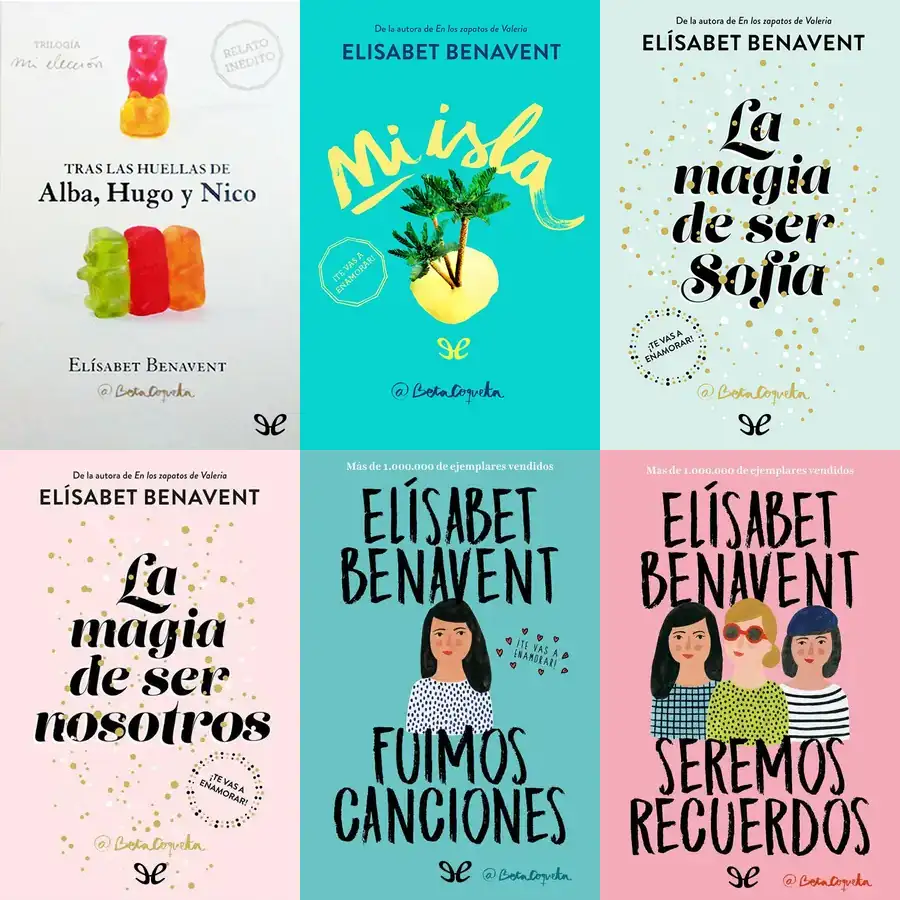 TRILOGÍA
mi elección
RELATO
INÉDITO
TRAS LAS HUELLAS DE
Alba, Hugo y Nico
ELÍSABET BENAVENT
@BetaCoqueta
De la autora de En los zapatos de Valeria
ELISABET BENAVENT
Mi isla
¡TE VAS A
ENAMORAR!
@BetaCoqueta
De la autora de En los zapatos de Valeria
ELÍSABET BENAVENT
La
magia
de ser
Sofía
¡TE VAS A
ENAMORAR!
@BetaCoqueta
De la autora de En los zapatos de Valeria
ELÍSABET BENAVENT
La
magia
de ser
nosotros
¡TE VAS A
ENAMORAR!
@BetaCoqueta
Más de 1.000.000 de ejemplares vendidos
ELÍSABET
BENAVENT
¡TE VAS A
ENAMORAR!
FUIMOS
CANCIONES
@BetaCoqueta
Más de 1.000.000 de ejemplares vendidos
ELÍSABET
BENAVENT
SEREMOS
RECUERDOS
@BetaCoqueta